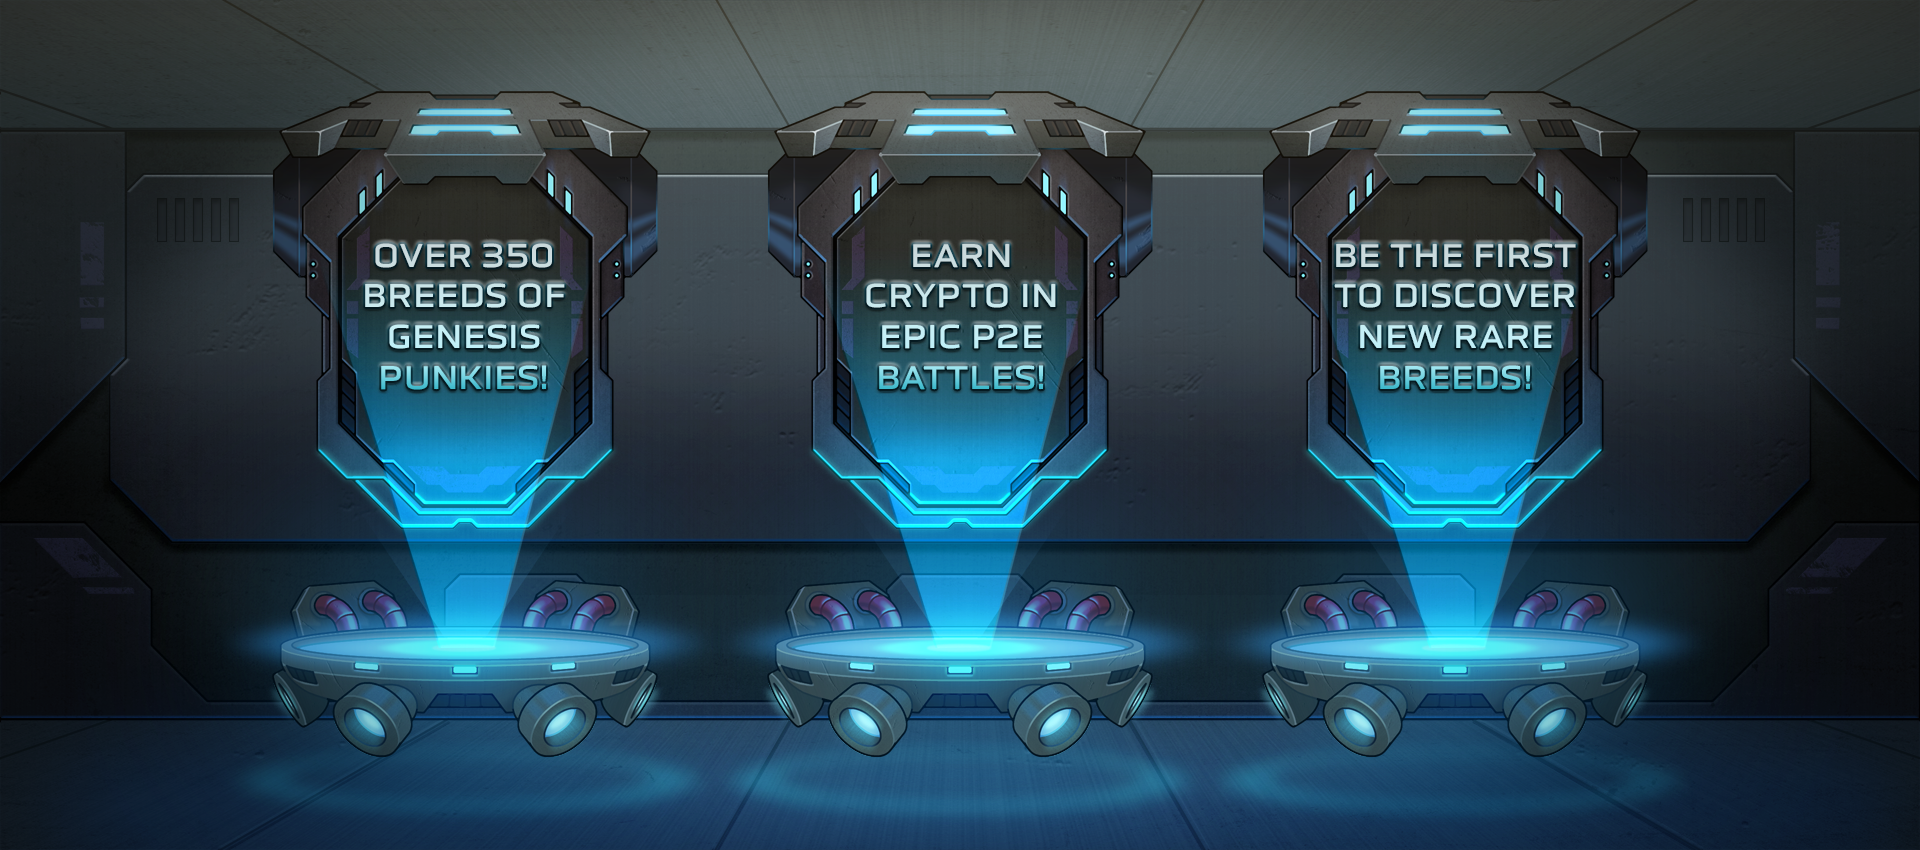 OVER 350
BREEDS OF
GENESIS
PUNKIES!
EARN
CRYPTO IN
EPIC P2E
BATTLES!
BE THE FIRST
TO DISCOVER
NEW RARE
BREEDS!